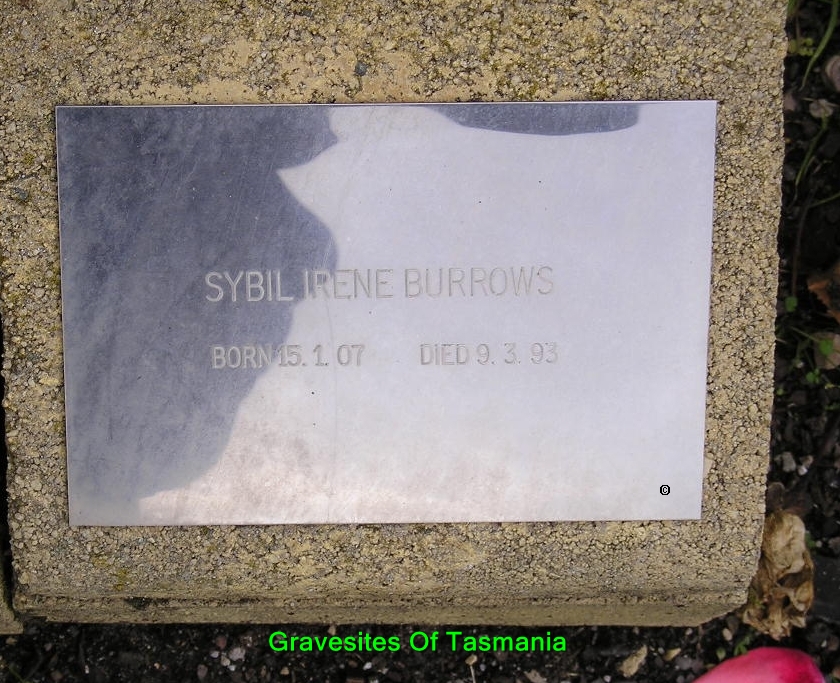 SYBIL IRENE BURROWS
BORN 15. 1. 07 DIED 9. 3. 93
©
Gravesites Of Tasmania